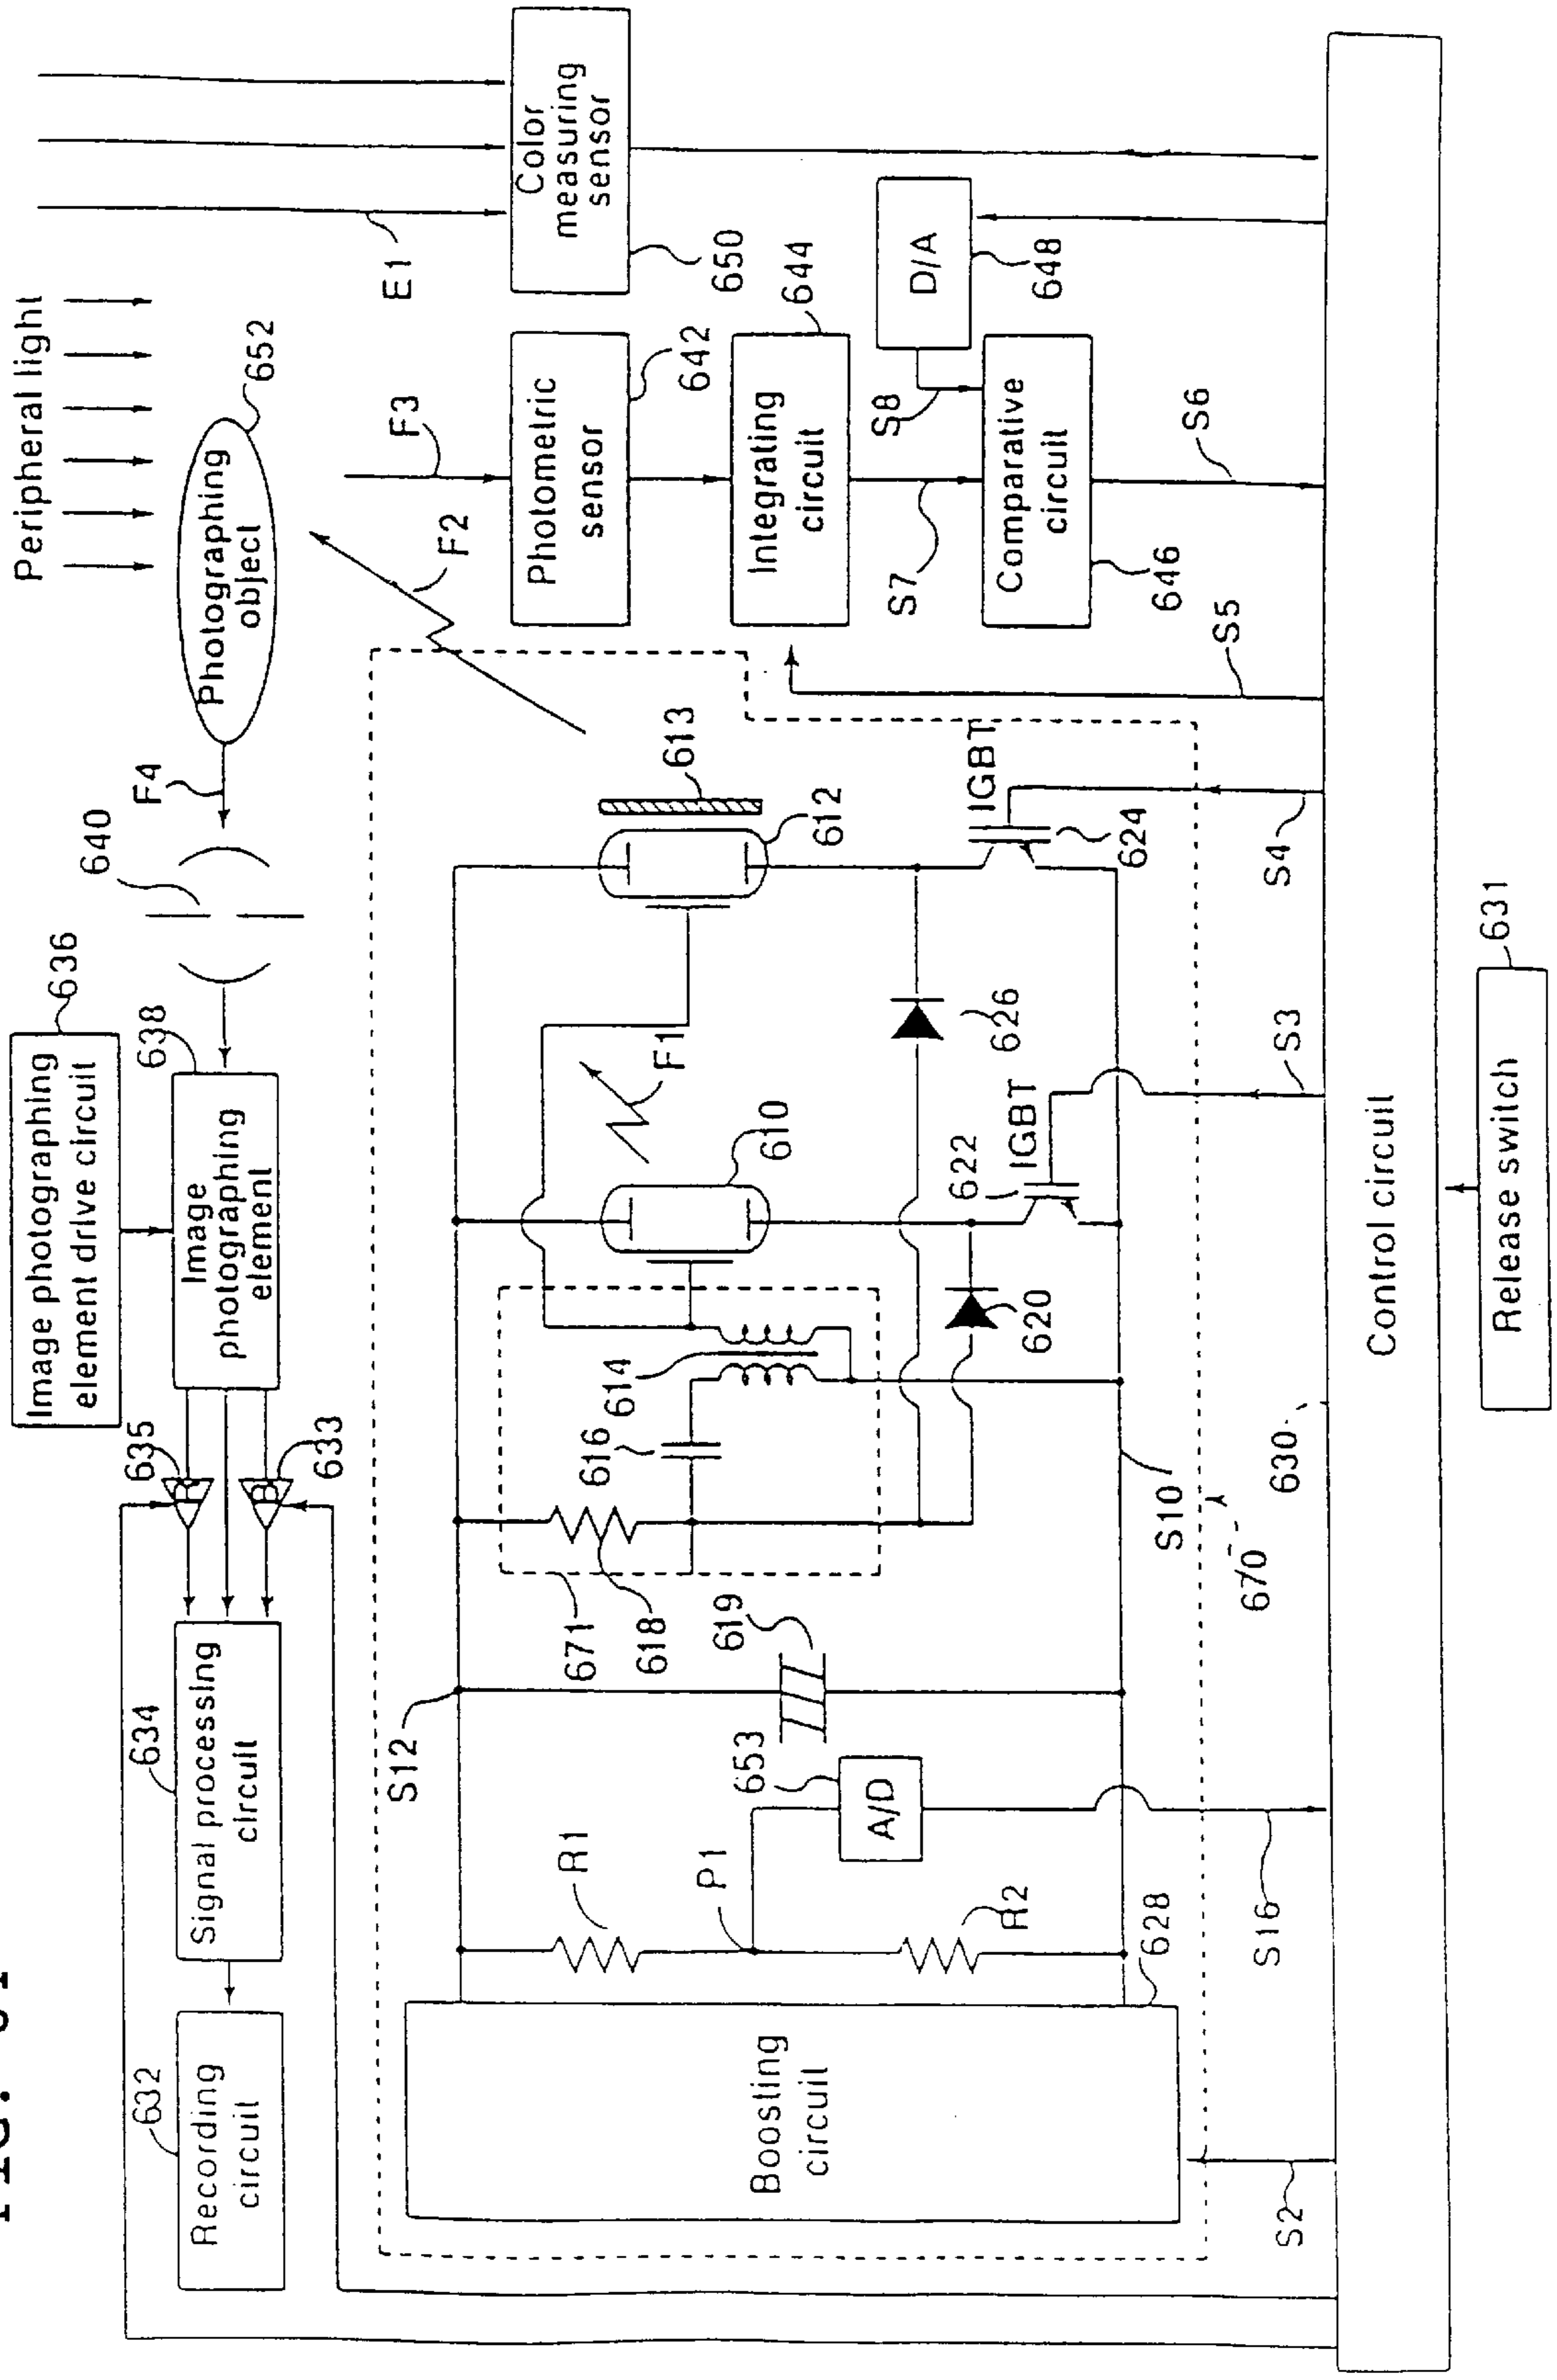 Peripheral light
Photographing
object
652
F4
640
Image photographing
element drive circuit
636
Image
photographing
element
638
R
635
B
633
Signal processing
circuit
634
Recording
circuit
632
E1
Color
measuring
sensor
650
F3
F2
Photometric
sensor
642
Integrating
circuit
644
D/A
648
S8
S7
Comparative
circuit
646
S6
S5
613
612
IGBT
624
S4
F1
610
626
IGBT
622
S3
620
614
616
618
671
S10
670
619
S12
653
A/D
R1
P1
R2
S16
Boosting
circuit
628
S2
Control circuit
630
Release switch
631